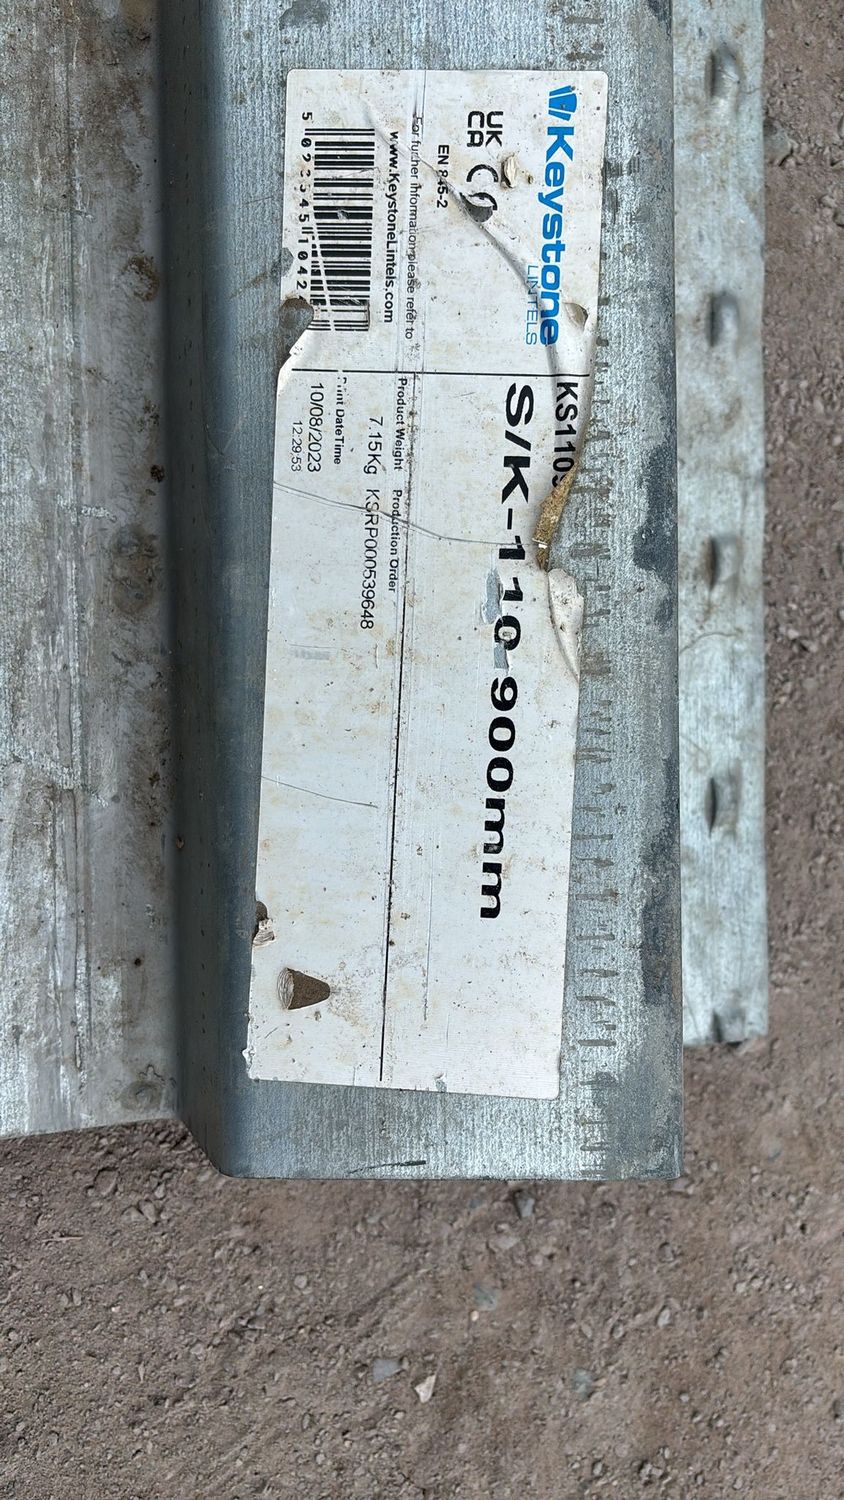 Keystone
LINTELS
UK
CA
CE
EN 845-2
For further information please refer to
www.KeystoneLintels.com
S/K-110 900mm
Product Weight Production Order
7.15Kg KSRP000539648
Print DateTime
10/08/2023
12:29:53